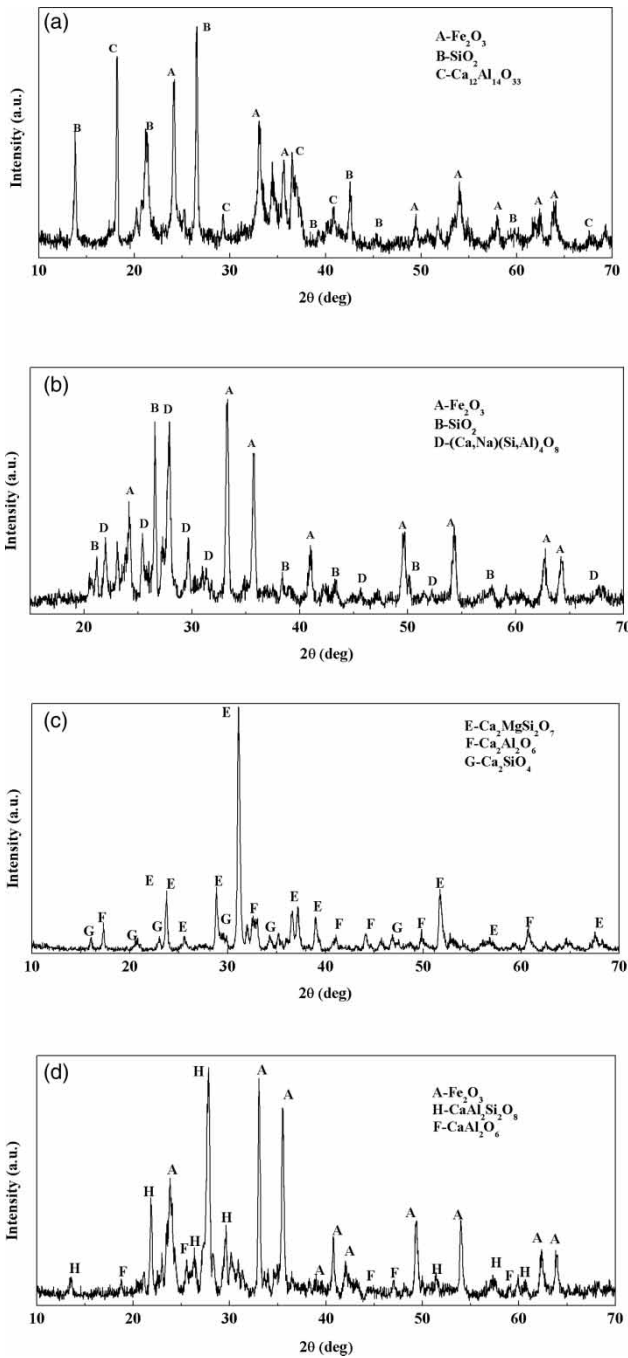 (a)
A-Fe₂O₃
B-SiO₂
C-Ca₁₂Al₁₄O₃₃
Intensity (a.u.)
B C B A B C A A C B C B B A A A B A A C
10 20 30 40 50 60 70
2θ (deg)
(b)
A-Fe₂O₃
B-SiO₂
D-(Ca,Na)(Si,Al)₄O₈
Intensity (a.u.)
B D A D B D D D A A B A B D A B D A B A A D
20 30 40 50 60 70
2θ (deg)
(c)
E-Ca₂MgSi₂O₇
F-Ca₂Al₂O₆
G-Ca₂SiO₄
Intensity (a.u.)
G F G E G E E E G E F G E E F F G F E E F E
10 20 30 40 50 60 70
2θ (deg)
(d)
A-Fe₂O₃
H-CaAl₂Si₂O₈
F-CaAl₂O₆
Intensity (a.u.)
H F H A F H H H A A A A A F F A H A H F H A A
10 20 30 40 50 60 70
2θ (deg)